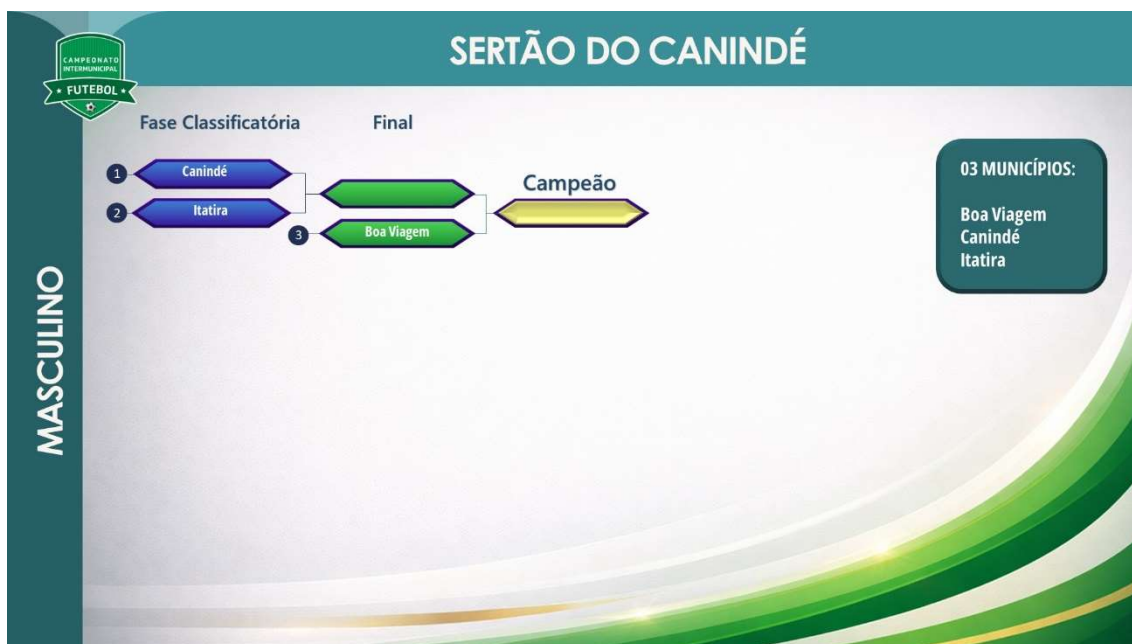 SERTÃO DO CANINDÉ
CAMPEONATO
INTERMUNICIPAL
FUTEBOL
MASCULINO
Fase Classificatória
Final
Campeão
1
Canindé
2
Itatira
3
Boa Viagem
03 MUNICÍPIOS:
Boa Viagem
Canindé
Itatira